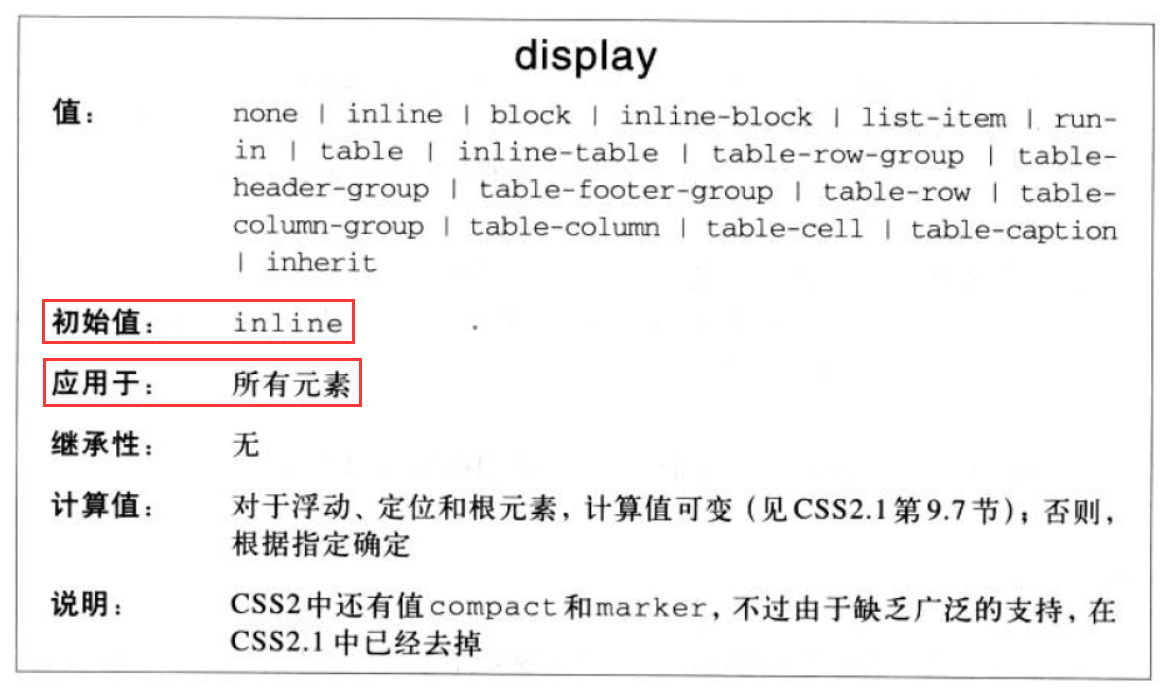 display
值： none | inline | block | inline-block | list-item | run-
in | table | inline-table | table-row-group | table-
header-group | table-footer-group | table-row | table-
column-group | table-column | table-cell | table-caption
| inherit
初始值： inline
应用于： 所有元素
继承性： 无
计算值： 对于浮动、定位和根元素，计算值可变（见CSS2.1第9.7节）；否则，
根据指定确定
说明： CSS2中还有值compact和marker，不过由于缺乏广泛的支持，在
CSS2.1中已经去掉